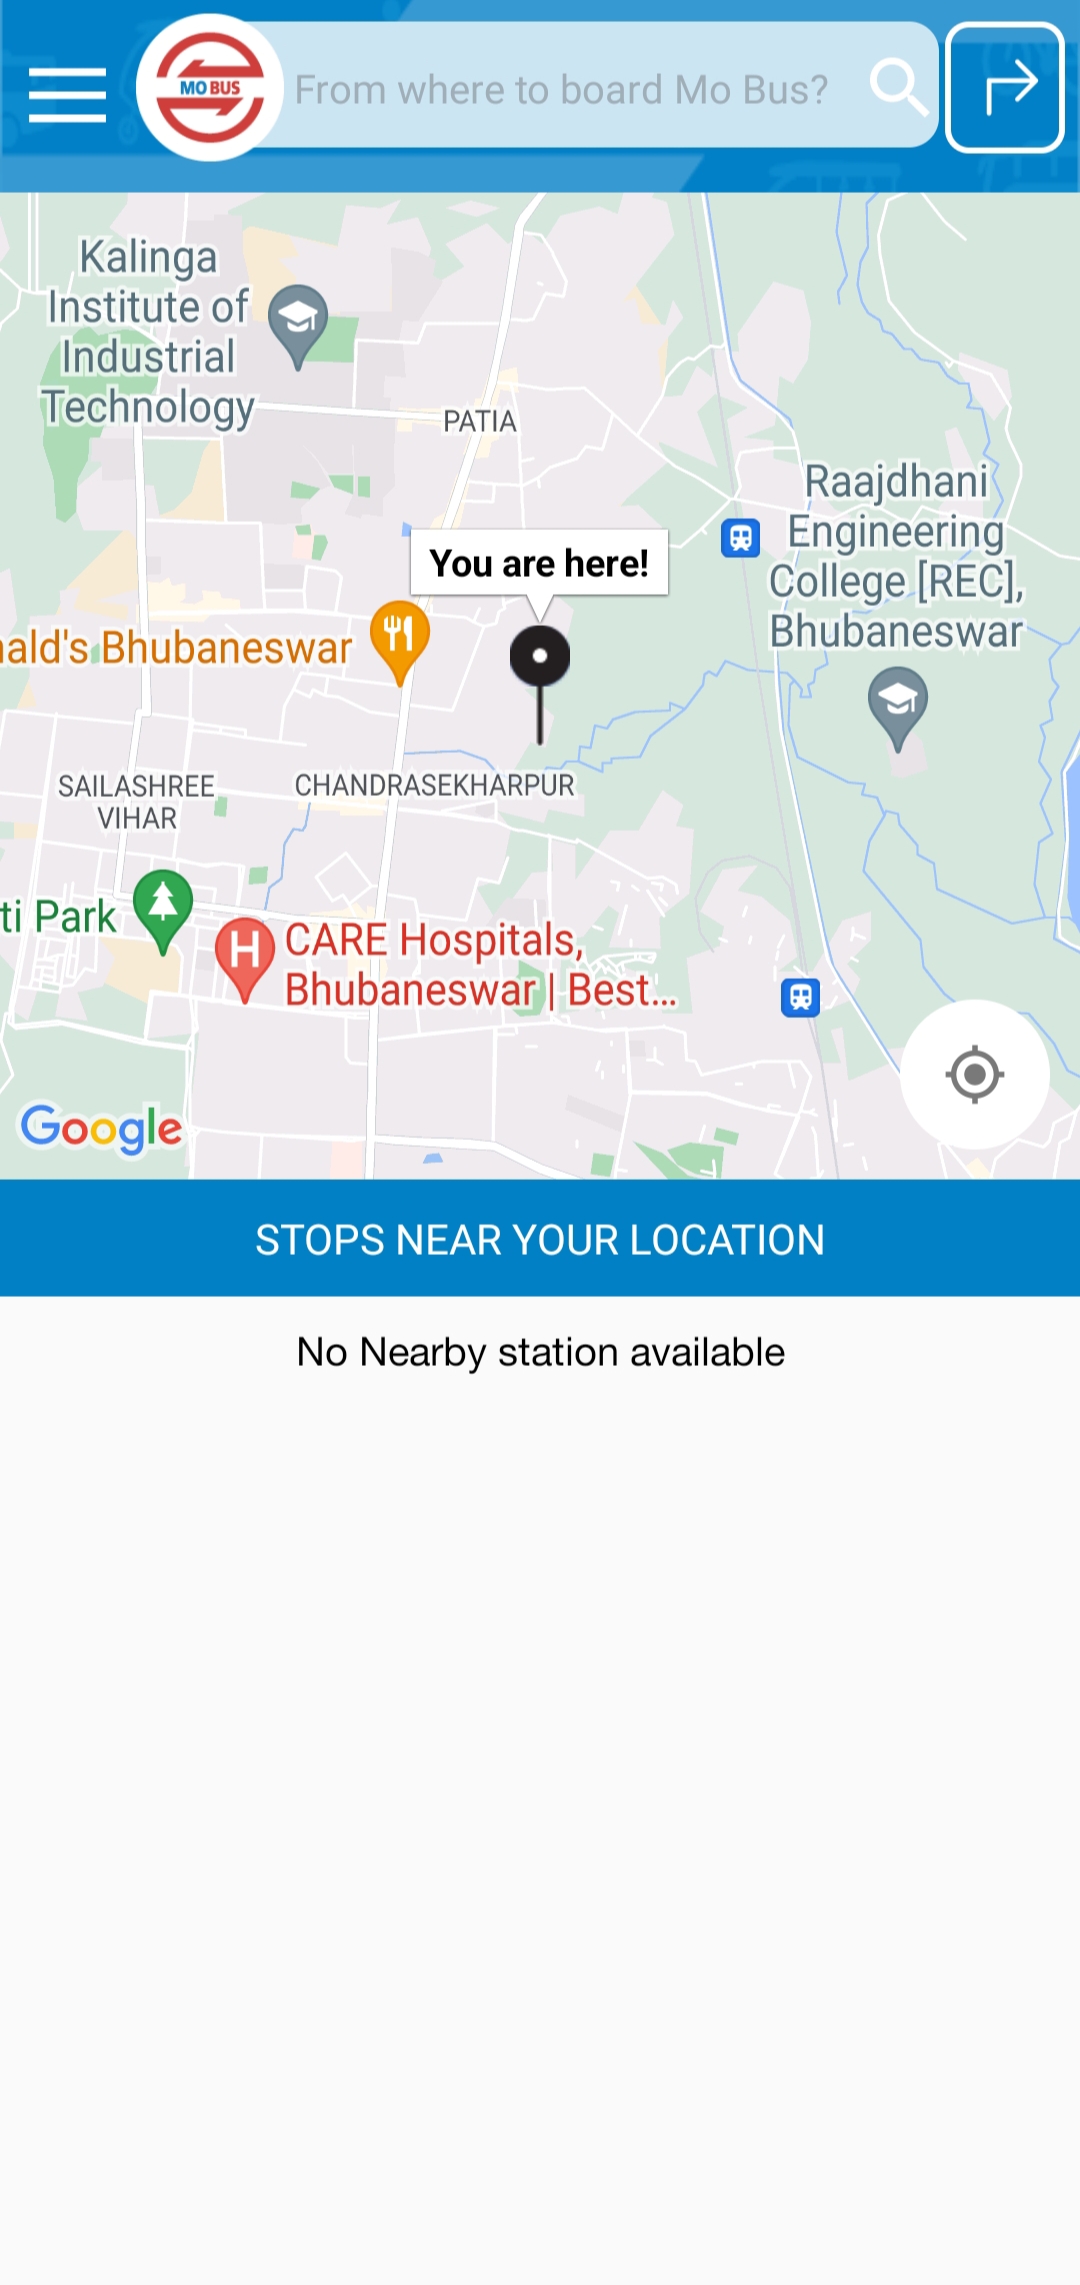 MO BUS
From where to board Mo Bus?
Kalinga
Institute of
Industrial
Technology
PATIA
Raajdhani
Engineering
College [REC],
Bhubaneswar
You are here!
ald's Bhubaneswar
SAILASHREE
VIHAR
CHANDRASEKHARPUR
ti Park
H
CARE Hospitals,
Bhubaneswar | Best...
Google
STOPS NEAR YOUR LOCATION
No Nearby station available